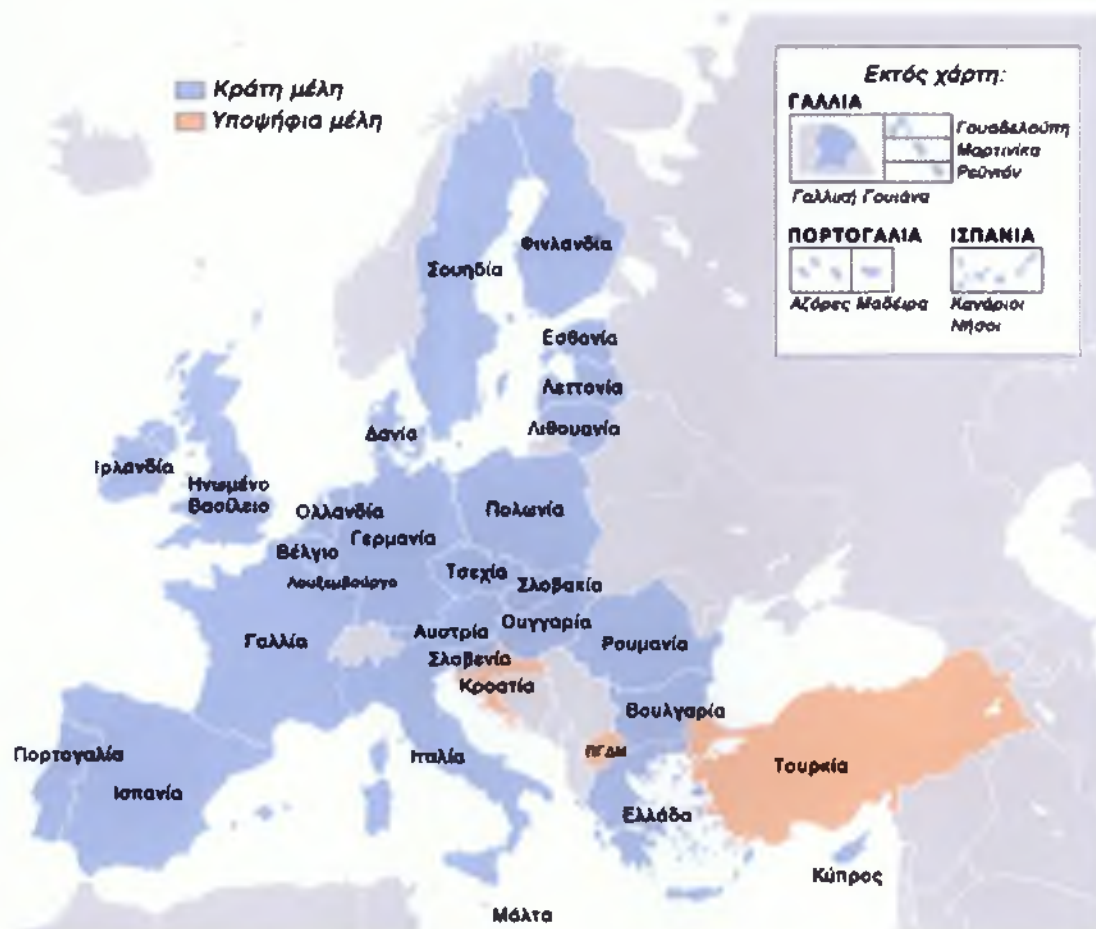 Κράτη μέλη
Υποψήφια μέλη
Εκτός χάρτη:
ΓΑΛΛΙΑ
Γουαδελούπη
Μαρτινίκα
Ρεϋνιόν
Γαλλική Γουιάνα
ΠΟΡΤΟΓΑΛΙΑ ΙΣΠΑΝΙΑ
Αζόρες Μαδέιρα Κανάριοι
Νήσοι
Φινλανδία
Σουηδία
Εσθονία
Λεττονία
Λιθουανία
Δανία
Ιρλανδία
Ηνωμένο
Βασίλειο
Ολλανδία
Πολωνία
Γερμανία
Βέλγιο
Τσεχία
Λουξεμβούργο
Σλοβακία
Ουγγαρία
Αυστρία
Γαλλία
Ρουμανία
Σλοβενία
Κροατία
Βουλγαρία
Πορτογαλία
Ιταλία
ΠΓΔΜ
Τουρκία
Ισπανία
Ελλάδα
Κύπρος
Μάλτα